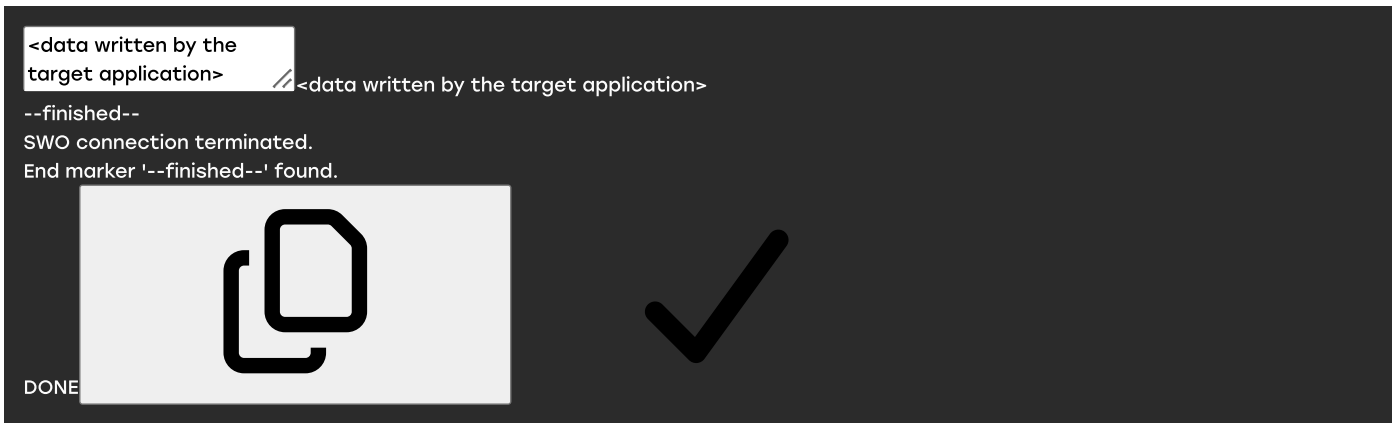 <data written by the
target application>
<data written by the target application>
--finished--
SWO connection terminated.
End marker '--finished--' found.
DONE